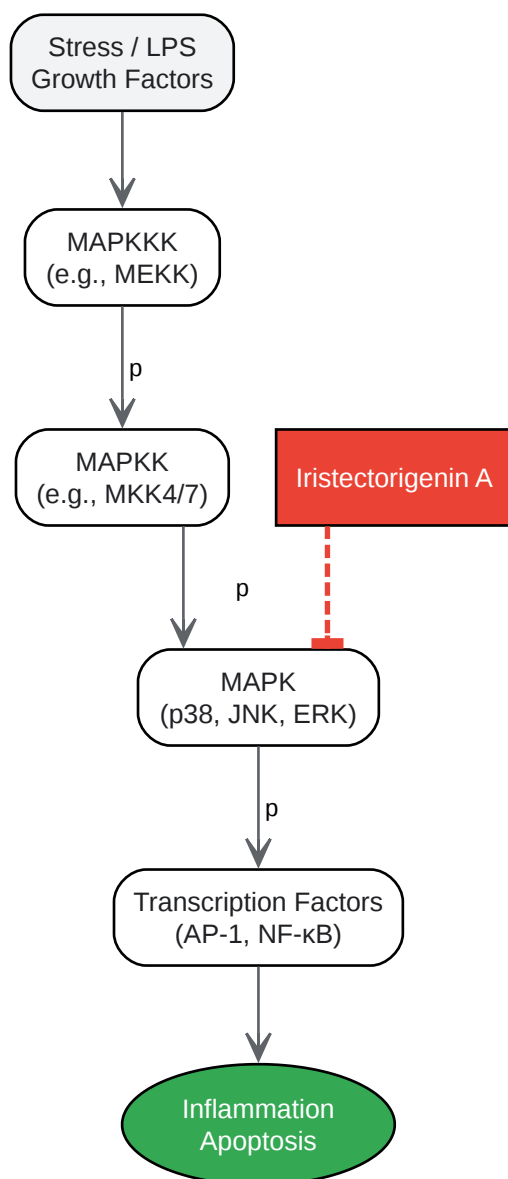 Stress / LPS
Growth Factors
MAPKKK
(e.g., MEKK)
p
MAPKK
(e.g., MKK4/7)
Iristectorigenin A
p
MAPK
(p38, JNK, ERK)
p
Transcription Factors
(AP-1, NF-κB)
Inflammation
Apoptosis